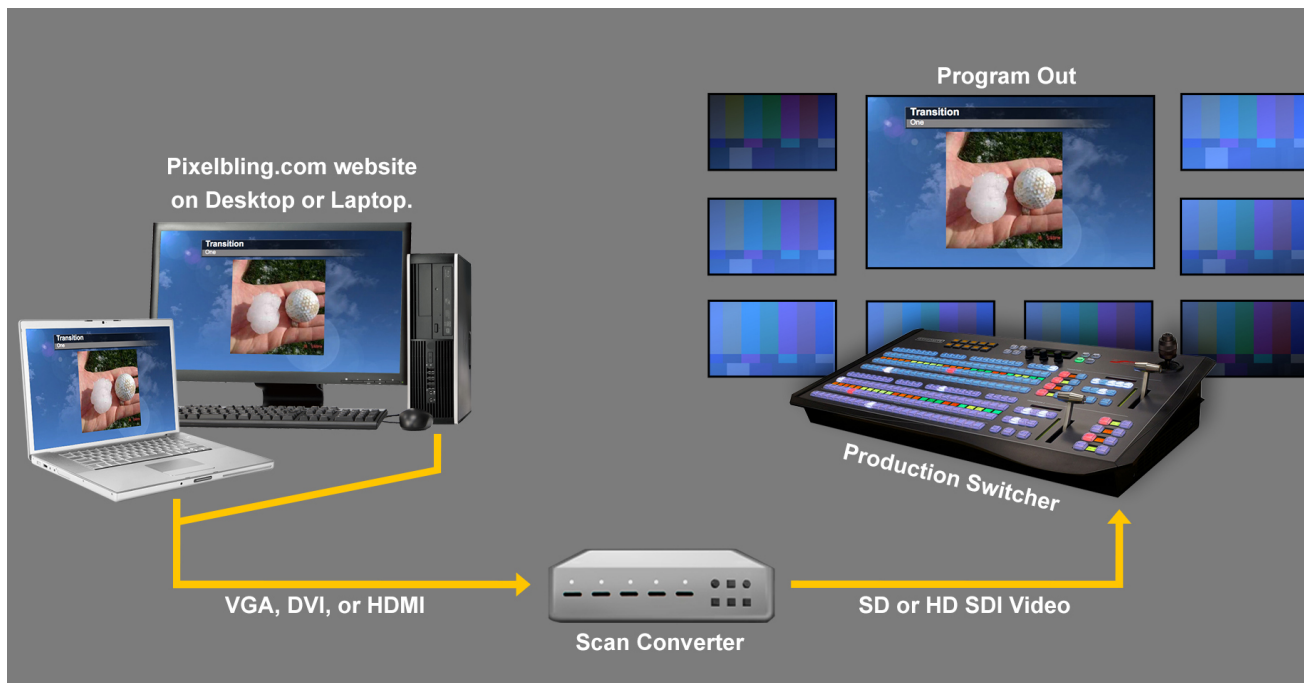 Program Out
Transition
One
Pixelbling.com website
on Desktop or Laptop.
Transition
One
Transition
One
Production Switcher
VGA, DVI, or HDMI
SD or HD SDI Video
Scan Converter